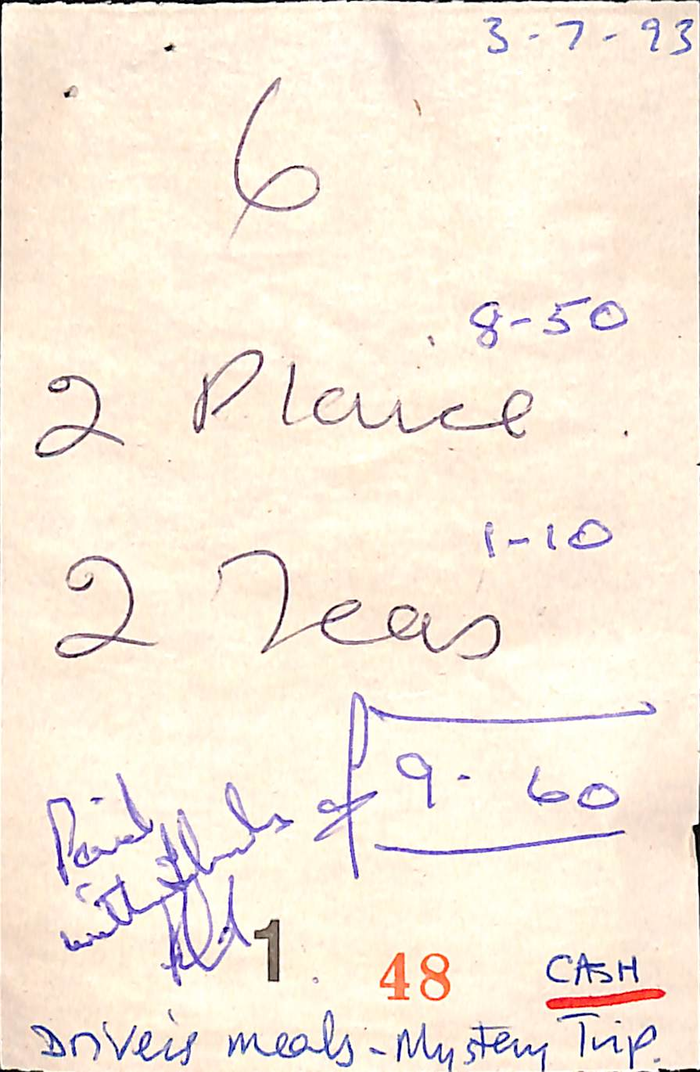 3-7-93
6
8-50
2 Plaice
1-10
2 Teas
£ 9-60
Paid
with thanks
1 48 CASH
Drivers meals - Mystery Trip.